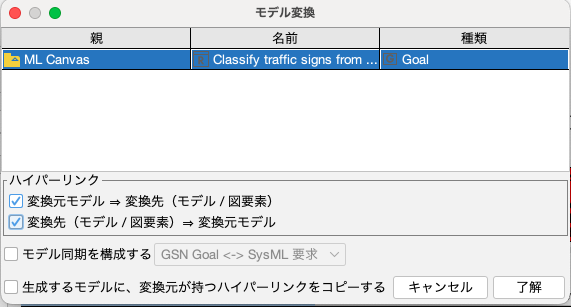 モデル変換
親 名前 種類
ML Canvas Classify traffic signs from ... Goal
ハイパーリンク
変換元モデル ⇒ 変換先（モデル / 図要素）
変換先（モデル / 図要素）⇒ 変換元モデル
モデル同期を構成する GSN Goal <-> SysML 要求
生成するモデルに、変換元が持つハイパーリンクをコピーする キャンセル 了解